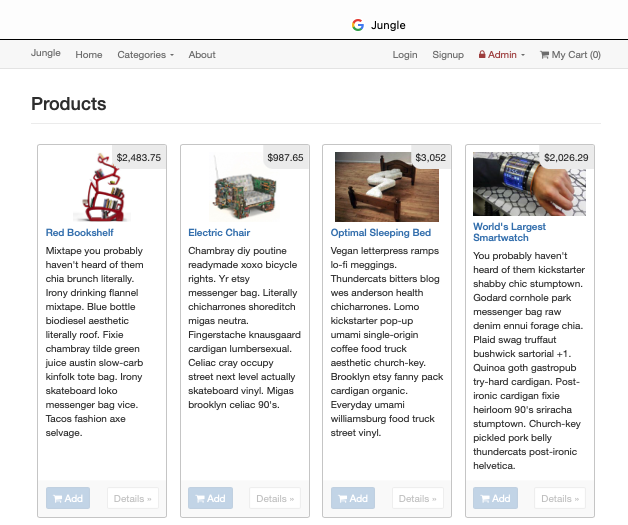 Jungle
Jungle Home Categories About Login Signup Admin My Cart (0)
Products
$2,483.75
Red Bookshelf
Mixtape you probably
haven't heard of them
chia brunch literally.
Irony drinking flannel
mixtape. Blue bottle
biodiesel aesthetic
literally roof. Fixie
chambray tilde green
juice austin slow-carb
kinfolk tote bag. Irony
skateboard loko
messenger bag vice.
Tacos fashion axe
selvage.
Add Details »
$987.65
Electric Chair
Chambray diy poutine
readymade xoxo bicycle
rights. Yr etsy
messenger bag. Literally
chicharrones shoreditch
migas neutra.
Fingerstache knausgaard
cardigan lumbersexual.
Celiac cray occupy
street next level actually
skateboard vinyl. Migas
brooklyn celiac 90's.
Add Details »
$3,052
Optimal Sleeping Bed
Vegan letterpress ramps
lo-fi meggings.
Thundercats bitters blog
wes anderson health
chicharrones. Lomo
kickstarter pop-up
umami single-origin
coffee food truck
aesthetic church-key.
Brooklyn etsy fanny pack
cardigan organic.
Everyday umami
williamsburg food truck
street vinyl.
Add Details »
$2,026.29
World's Largest
Smartwatch
You probably haven't
heard of them kickstarter
shabby chic stumptown.
Godard cornhole park
messenger bag raw
denim ennui forage chia.
Plaid swag truffaut
bushwick sartorial +1.
Quinoa goth gastropub
try-hard cardigan. Post-
ironic cardigan fixie
heirloom 90's sriracha
stumptown. Church-key
pickled pork belly
thundercats post-ironic
helvetica.
Add Details »